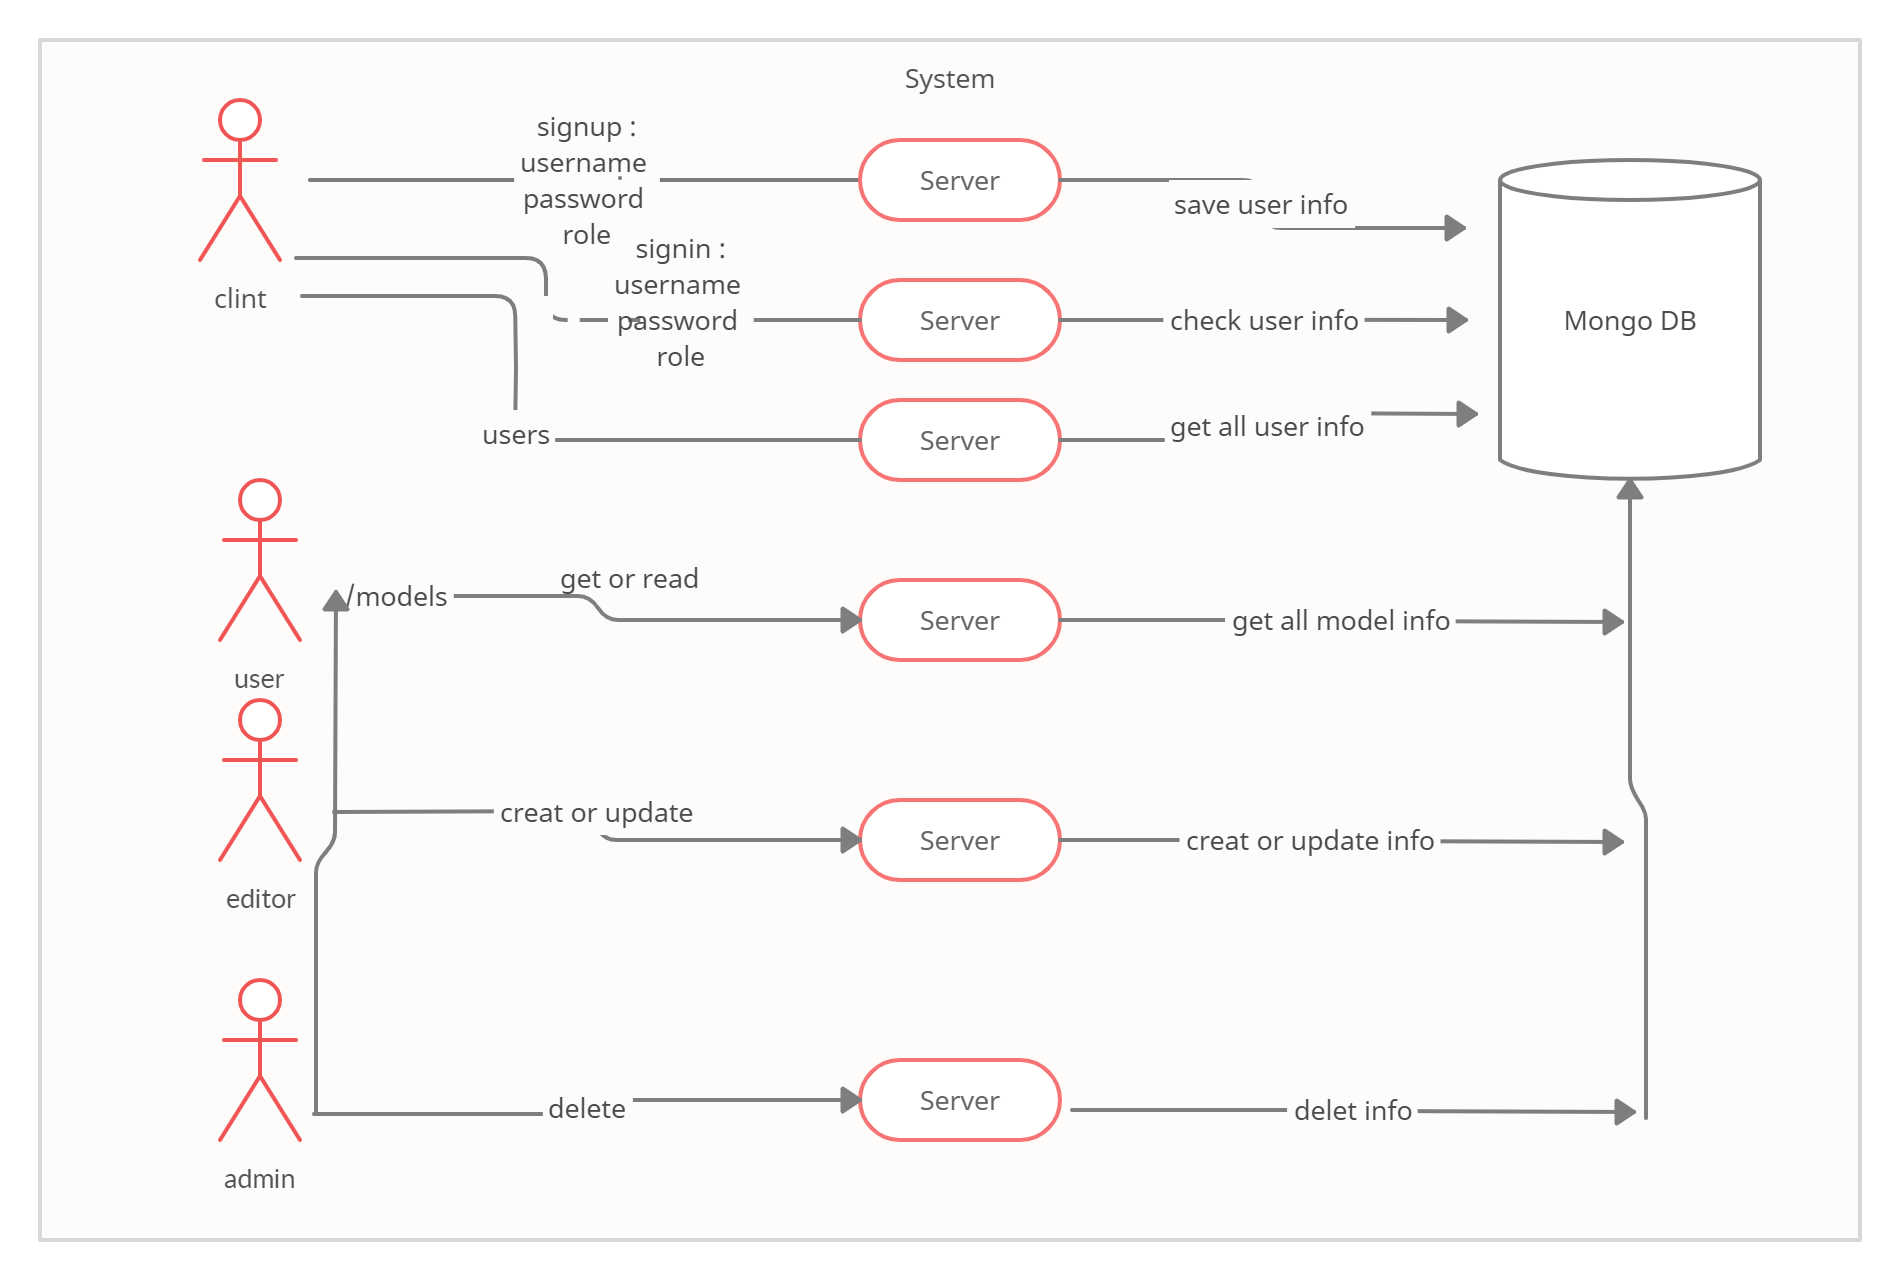 System
signup :
username
password
role
Server
save user info
clint
signin :
username
password
role
Server
check user info
Mongo DB
users
Server
get all user info
/models
get or read
Server
get all model info
user
creat or update
Server
creat or update info
editor
delete
Server
delet info
admin